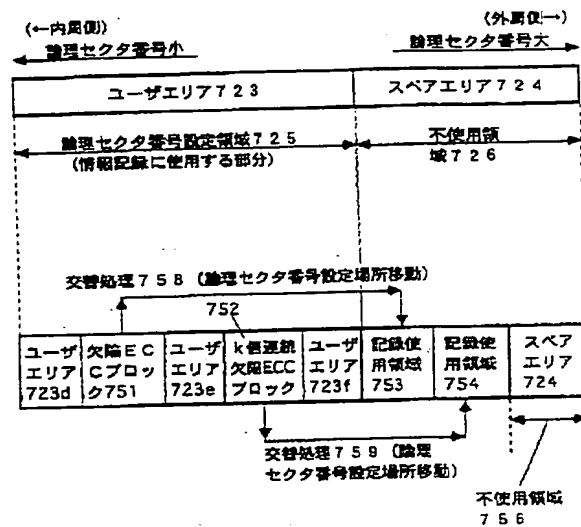 (←内周側)
(外周側→)
論理セクタ番号小
論理セクタ番号大
ユーザエリア723
スペアエリア724
論理セクタ番号設定領域725
(情報記録に使用する部分)
不使用領
域726
交替処理758 (論理セクタ番号設定場所移動)
752
ユーザ
エリア
723d
欠陥EC
Cブロッ
ク751
ユーザ
エリア
723e
k個連続
欠陥ECC
ブロック
ユーザ
エリア
723f
記録使
用領域
753
記録使
用領域
754
スペア
エリア
724
交替処理759 (論理
セクタ番号設定場所移動)
不使用領域
756